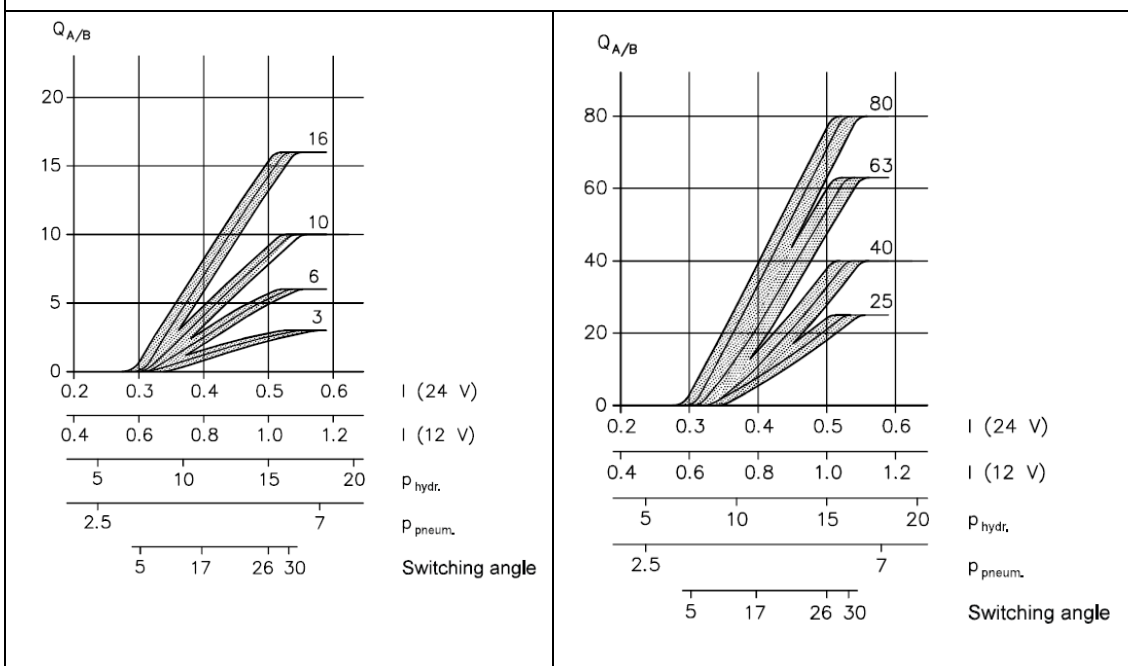 Q A/B
20
16
15
10
10
6
5
3
0
0.2 0.3 0.4 0.5 0.6 I (24 V)
0.4 0.6 0.8 1.0 1.2 I (12 V)
5 10 15 20 p hydr.
2.5 7 p pneum.
5 17 26 30 Switching angle
Q A/B
80
80
63
60
40
40
25
20
0
0.2 0.3 0.4 0.5 0.6 I (24 V)
0.4 0.6 0.8 1.0 1.2 I (12 V)
5 10 15 20 p hydr.
2.5 7 p pneum.
5 17 26 30 Switching angle